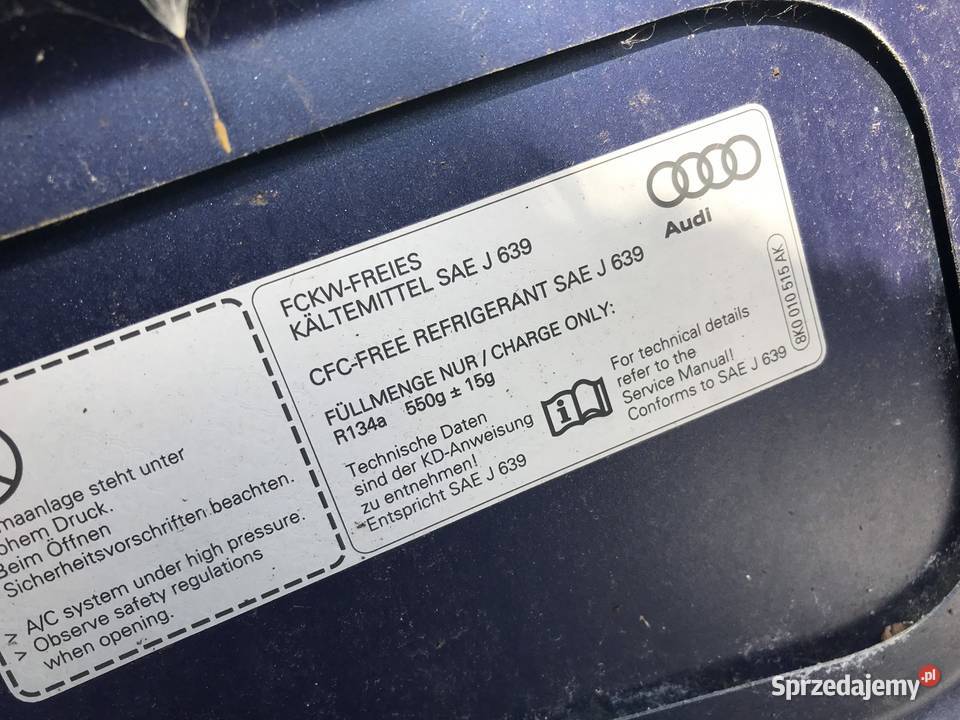 Audi
FCKW-FREIES
KÄLTEMITTEL SAE J 639
CFC-FREE REFRIGERANT SAE J 639
FÜLLMENGE NUR / CHARGE ONLY:
R134a 550g ± 15g
Technische Daten
sind der KD-Anweisung
zu entnehmen!
Entspricht SAE J 639
For technical details
refer to the
Service Manual!
Conforms to SAE J 639
8K0 010 515 AK
maanlage steht unter
ohem Druck.
Beim Öffnen
Sicherheitsvorschriften beachten.
> A/C system under high pressure.
> Observe safety regulations
when opening.
Sprzedajemy.pl